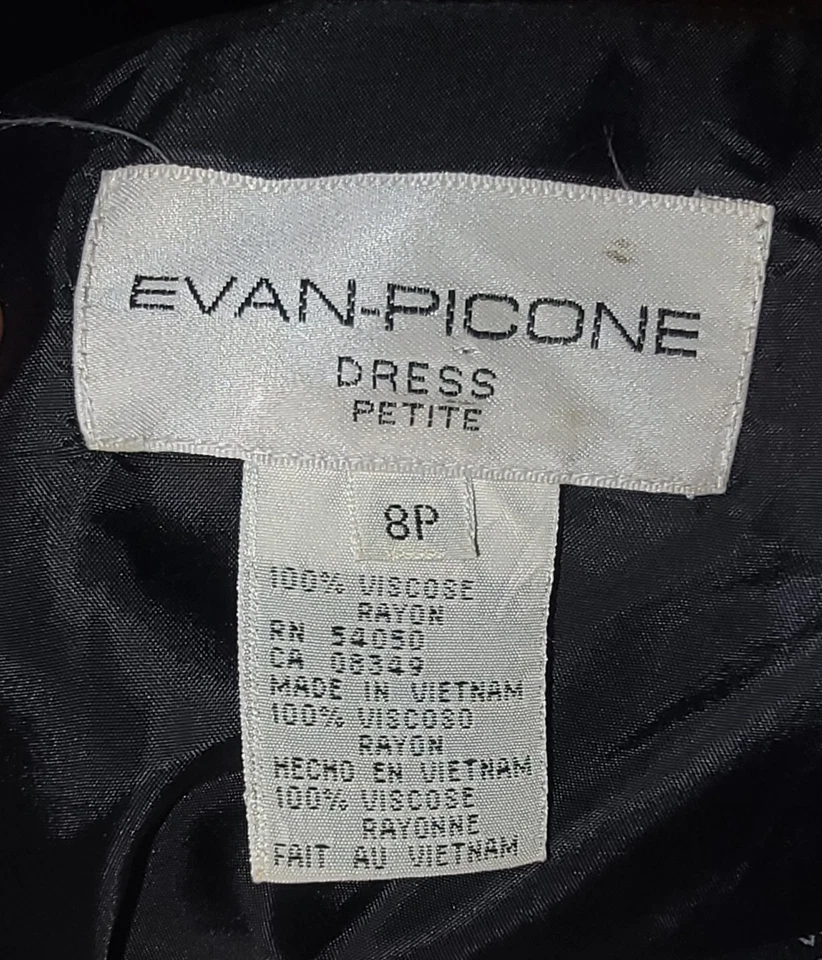 EVAN-PICONE
DRESS
PETITE
8P
100% VISCOSE
RAYON
RN 54050
CA 08349
MADE IN VIETNAM
100% VISCOSO
RAYON
HECHO EN VIETNAM
100% VISCOSE
RAYONNE
FAIT AU VIETNAM